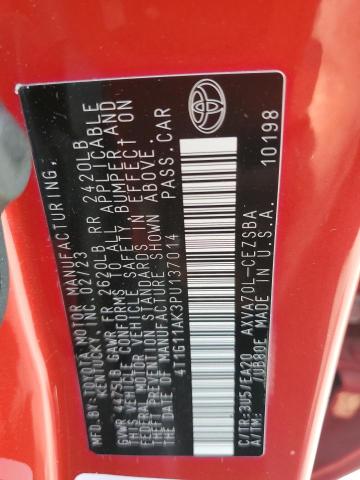 MFD.BY:TOYOTA MOTOR MANUFACTURING,
KENTUCKY, INC. 02/23
GVWR 4475LB GAWR FR 2620LB RR 2420LB
THIS VEHICLE CONFORMS TO ALL APPLICABLE
FEDERAL MOTOR VEHICLE SAFETY, BUMPER, AND
THEFT PREVENTION STANDARDS IN EFFECT ON
THE DATE OF MANUFACTURE SHOWN ABOVE.
4T1G11AK3PU137014 PASS. CAR
C/TR:3U5/EA20 AXVA70L-CEZSBA
A/TM: /UB80E MADE IN U.S.A.
10198